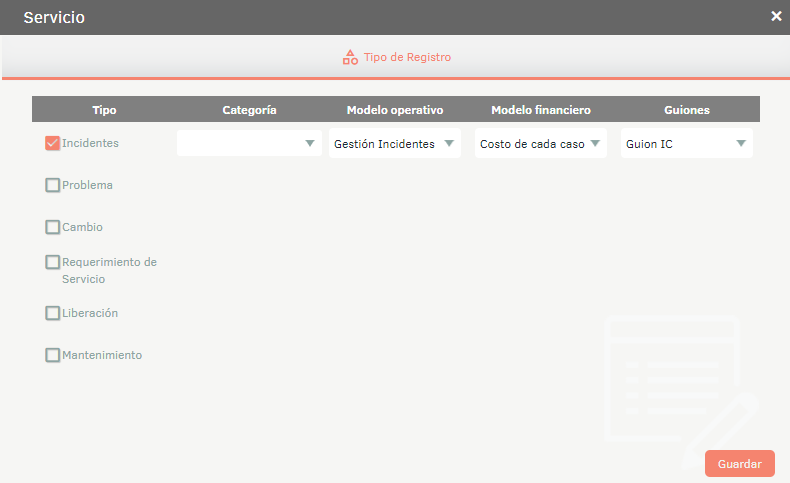 Servicio
Tipo de Registro
Tipo Categoría Modelo operativo Modelo financiero Guiones
Incidentes Gestión Incidentes Costo de cada caso Guion IC
Problema
Cambio
Requerimiento de
Servicio
Liberación
Mantenimiento
Guardar